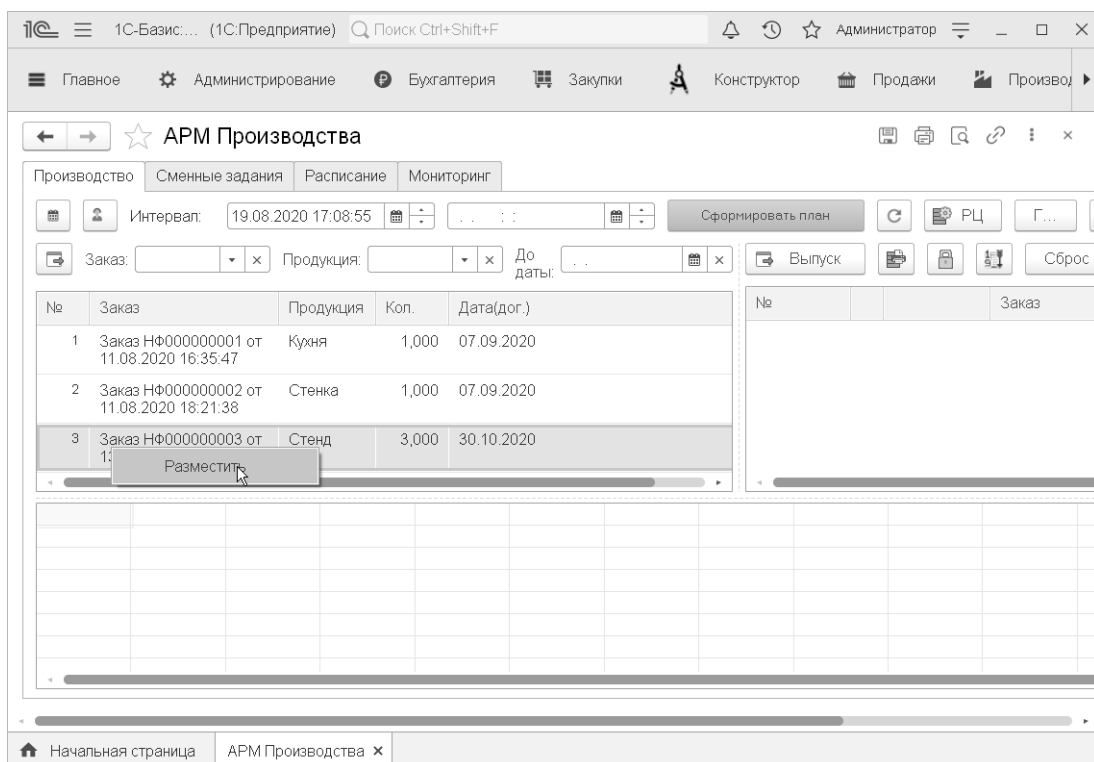 1С-Базис:... (1С:Предприятие) Поиск Ctrl+Shift+F Администратор
Главное Администрирование Бухгалтерия Закупки Конструктор Продажи Производ
АРМ Производства
Производство Сменные задания Расписание Мониторинг
Интервал: 19.08.2020 17:08:55 . . : : Сформировать план РЦ Г...
Заказ: Продукция: До даты: . . Выпуск Сброс
№ Заказ Продукция Кол. Дата(дог.) № Заказ
1 Заказ НФ000000001 от Кухня 1,000 07.09.2020
11.08.2020 16:35:47
2 Заказ НФ000000002 от Стенка 1,000 07.09.2020
11.08.2020 18:21:38
3 Заказ НФ000000003 от Стенд 3,000 30.10.2020
Разместить
Начальная страница АРМ Производства